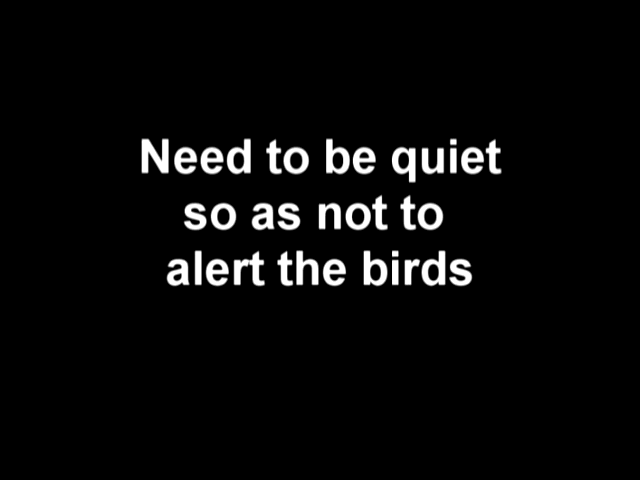 Need to be quiet
so as not to
alert the birds